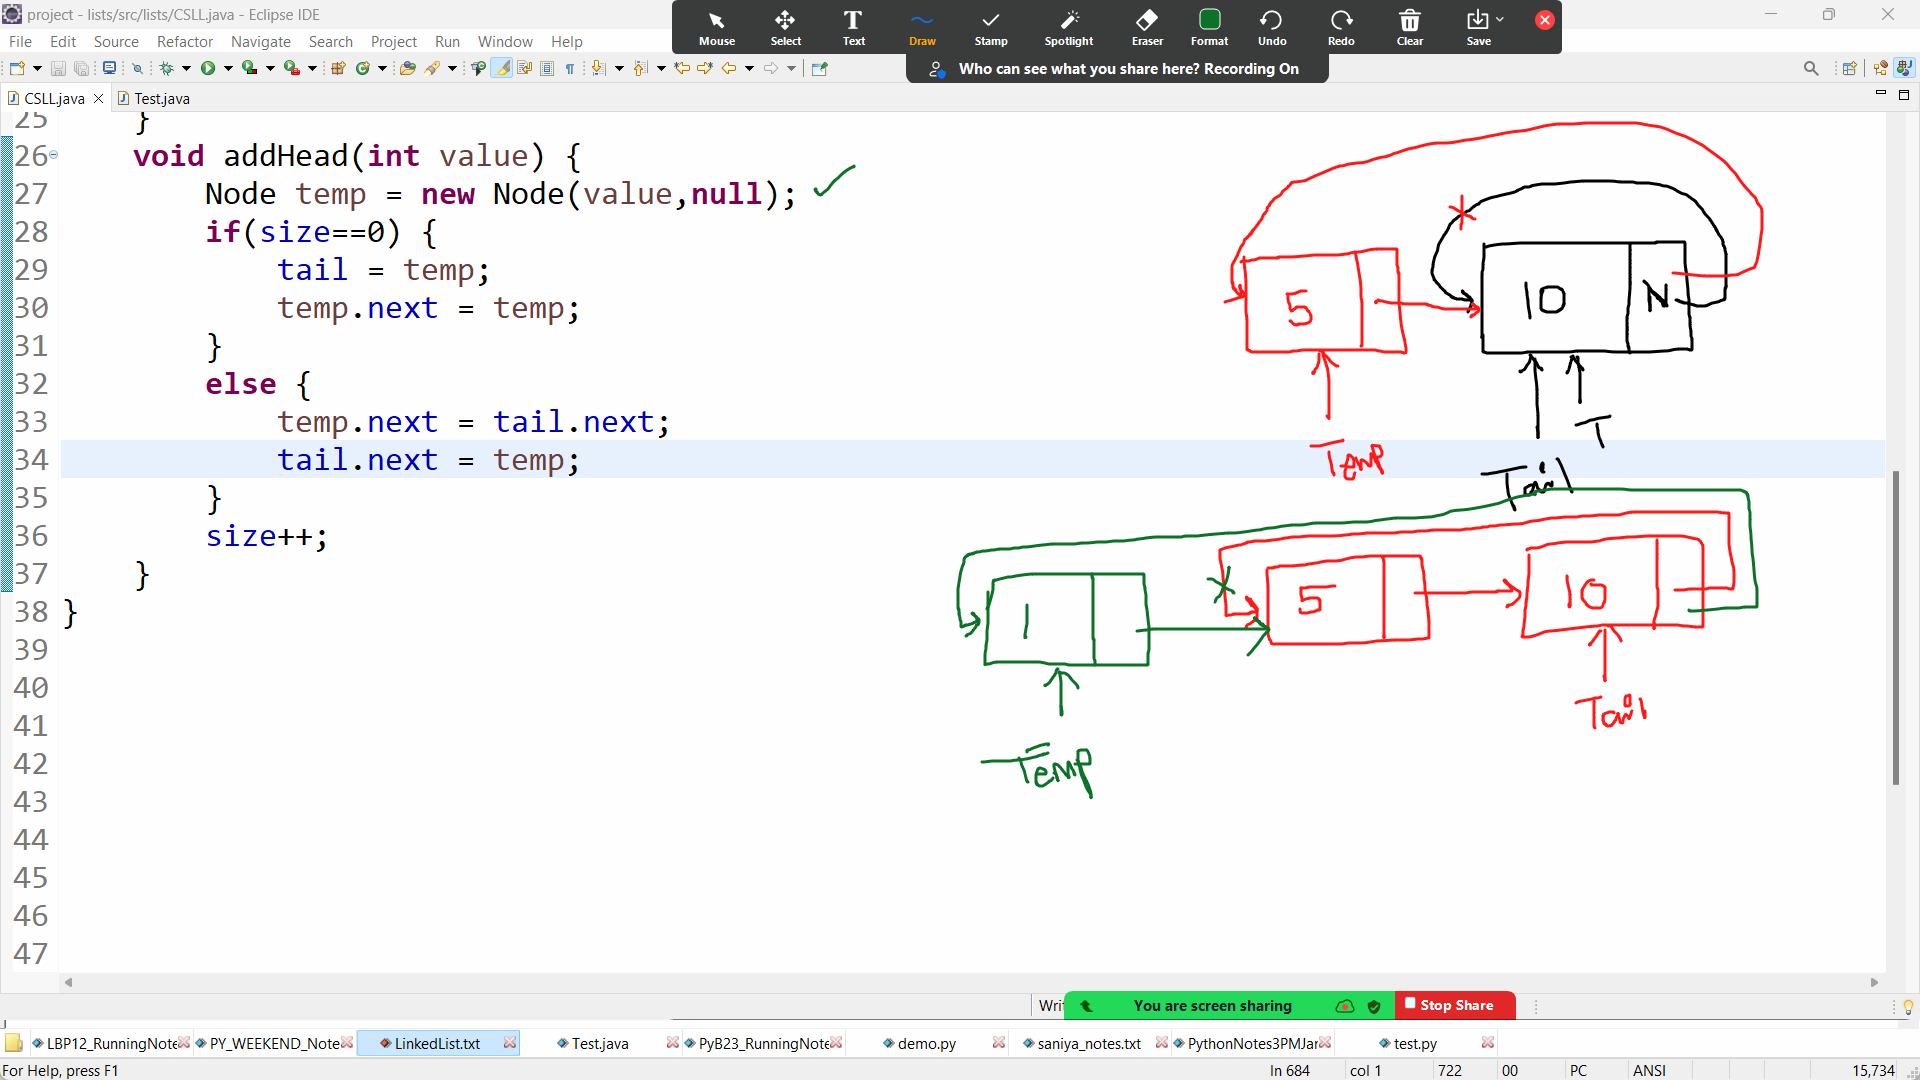 project - lists/src/lists/CSLL.java - Eclipse IDE
File Edit Source Refactor Navigate Search Project Run Window Help
Mouse Select Text Draw Stamp Spotlight Eraser Format Undo Redo Clear Save
Who can see what you share here? Recording On
CSLL.java Test.java
25 }
26 void addHead(int value) {
27 Node temp = new Node(value,null);
28 if(size==0) {
29 tail = temp;
30 temp.next = temp;
31 }
32 else {
33 temp.next = tail.next;
34 tail.next = temp;
35 }
36 size++;
37 }
38 }
39
40
41
42
43
44
45
46
47
5 10 N
T
Temp Tail
1 5 10
Tail
Temp
Wri
You are screen sharing Stop Share
LBP12_RunningNote PY_WEEKEND_Note LinkedList.txt Test.java PyB23_RunningNote demo.py saniya_notes.txt PythonNotes3PMJar test.py
For Help, press F1 ln 684 col 1 722 00 PC ANSI 15,734